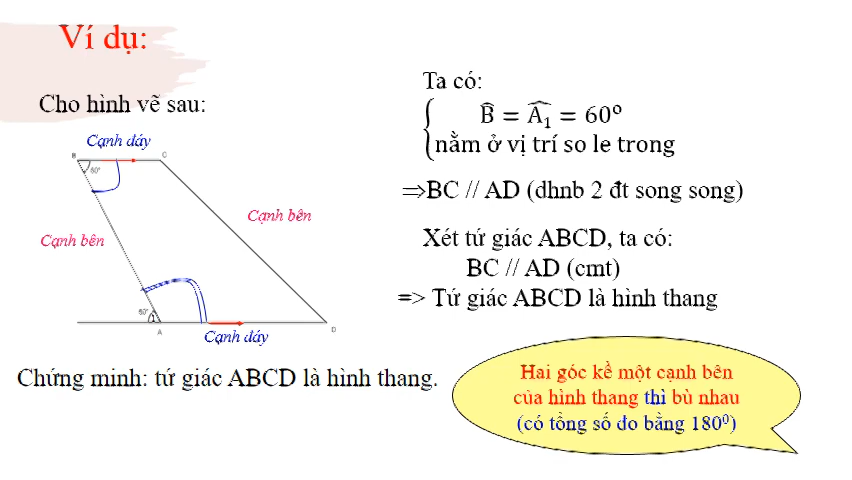 Ví dụ:
Cho hình vẽ sau:
Cạnh đáy
B
C
60°
Cạnh bên
Cạnh bên
60°
1
A
D
Cạnh đáy
Chứng minh: tứ giác ABCD là hình thang.
Ta có:
B̂ = Â₁ = 60°
nằm ở vị trí so le trong
⇒BC // AD (dhnb 2 đt song song)
Xét tứ giác ABCD, ta có:
BC // AD (cmt)
=> Tứ giác ABCD là hình thang
Hai góc kề một cạnh bên
của hình thang thì bù nhau
(có tổng số đo bằng 180⁰)